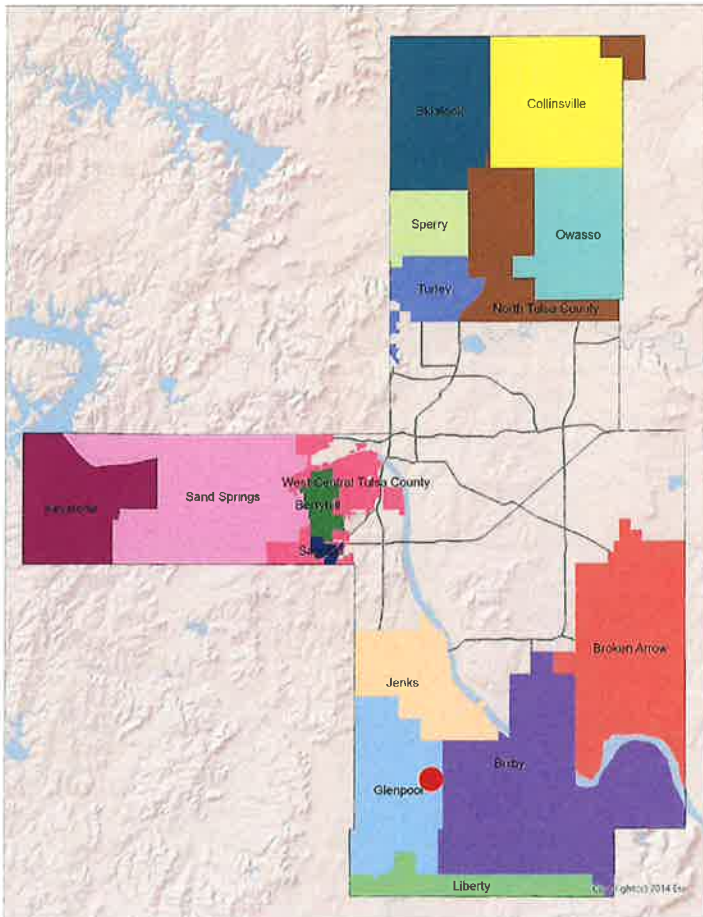 Skiatook
Collinsville
Sperry
Owasso
Turley
North Tulsa County
West Central Tulsa County
Sand Springs
Berryhill
Keystone
Jenks
Broken Arrow
Bixby
Glenpool
Liberty
Copyright(c) 2014 Esri